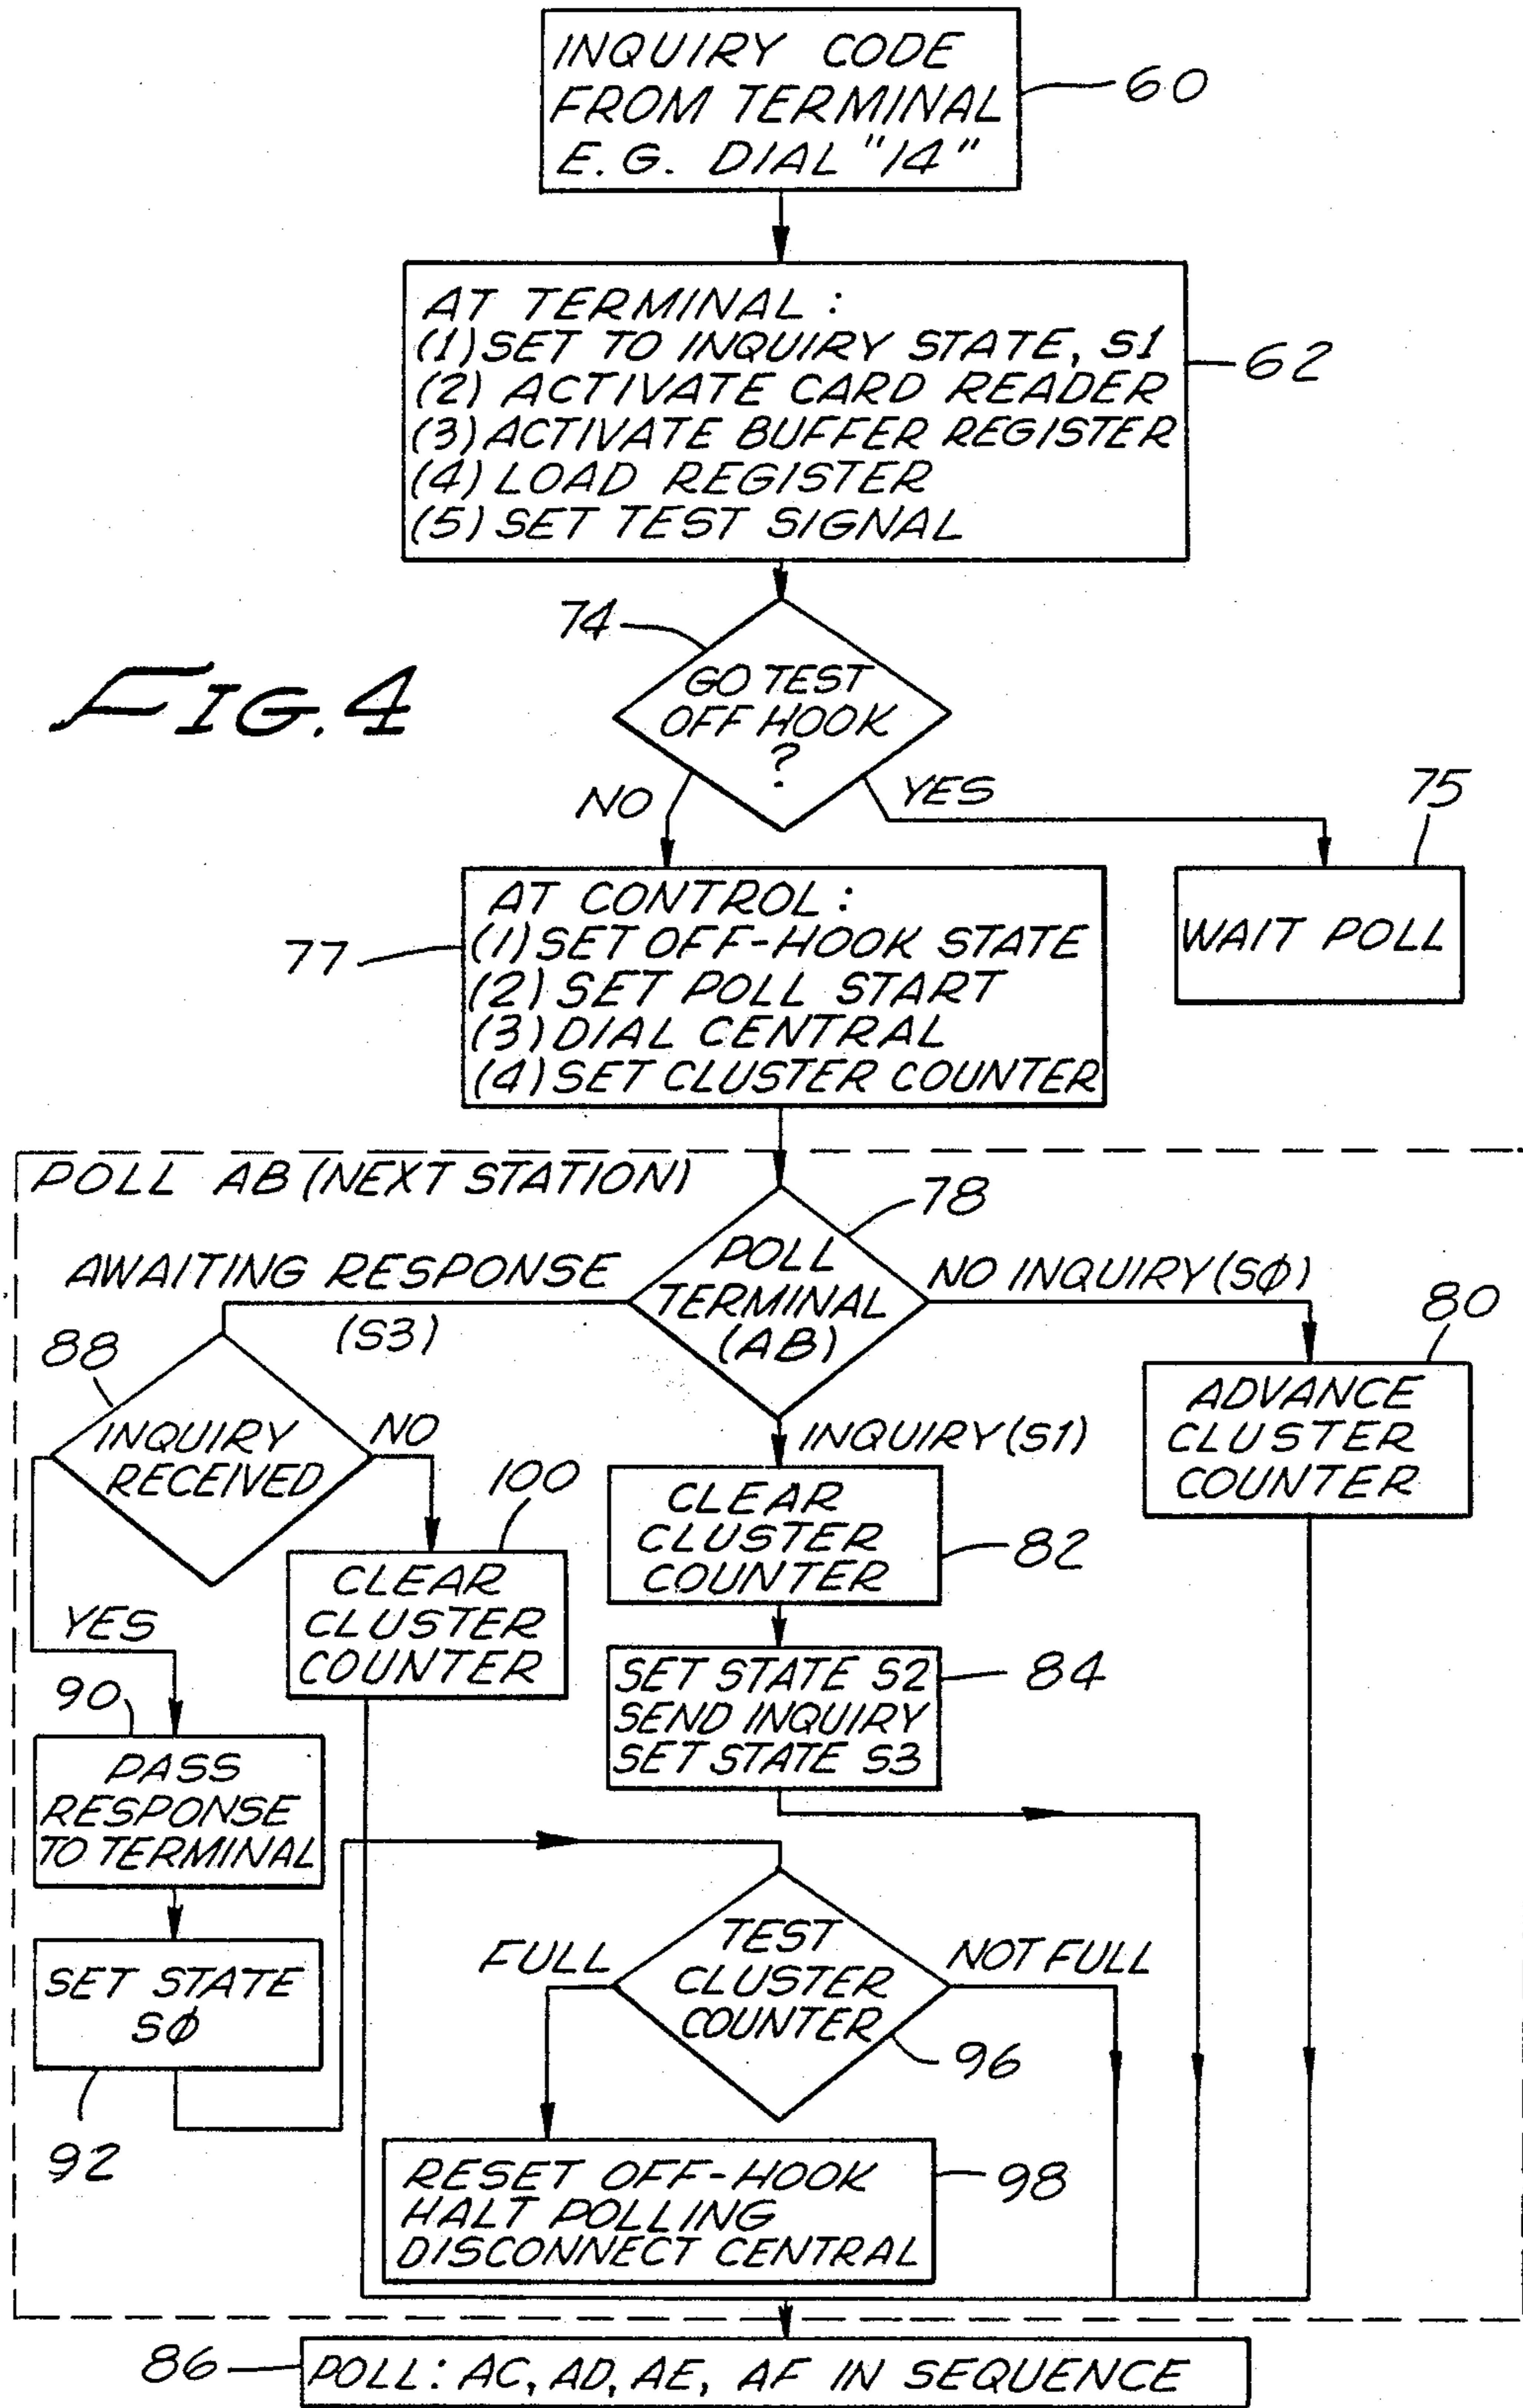 INQUIRY CODE
FROM TERMINAL
E.G. DIAL "14"
60
AT TERMINAL:
(1) SET TO INQUIRY STATE, S1
(2) ACTIVATE CARD READER
(3) ACTIVATE BUFFER REGISTER
(4) LOAD REGISTER
(5) SET TEST SIGNAL
62
74
GO TEST
OFF HOOK
?
FIG. 4
NO
YES
75
WAIT POLL
77
AT CONTROL:
(1) SET OFF-HOOK STATE
(2) SET POLL START
(3) DIAL CENTRAL
(4) SET CLUSTER COUNTER
POLL AB (NEXT STATION)
78
POLL
TERMINAL
(AB)
AWAITING RESPONSE
(S3)
NO INQUIRY (SØ)
80
ADVANCE
CLUSTER
COUNTER
88
INQUIRY
RECEIVED
NO
INQUIRY (S1)
100
CLEAR
CLUSTER
COUNTER
CLEAR
CLUSTER
COUNTER
82
YES
90
PASS
RESPONSE
TO TERMINAL
SET STATE S2
SEND INQUIRY
SET STATE S3
84
SET STATE
SØ
92
FULL
TEST
CLUSTER
COUNTER
NOT FULL
96
RESET OFF-HOOK
HALT POLLING
DISCONNECT CENTRAL
98
86
POLL: AC, AD, AE, AF IN SEQUENCE